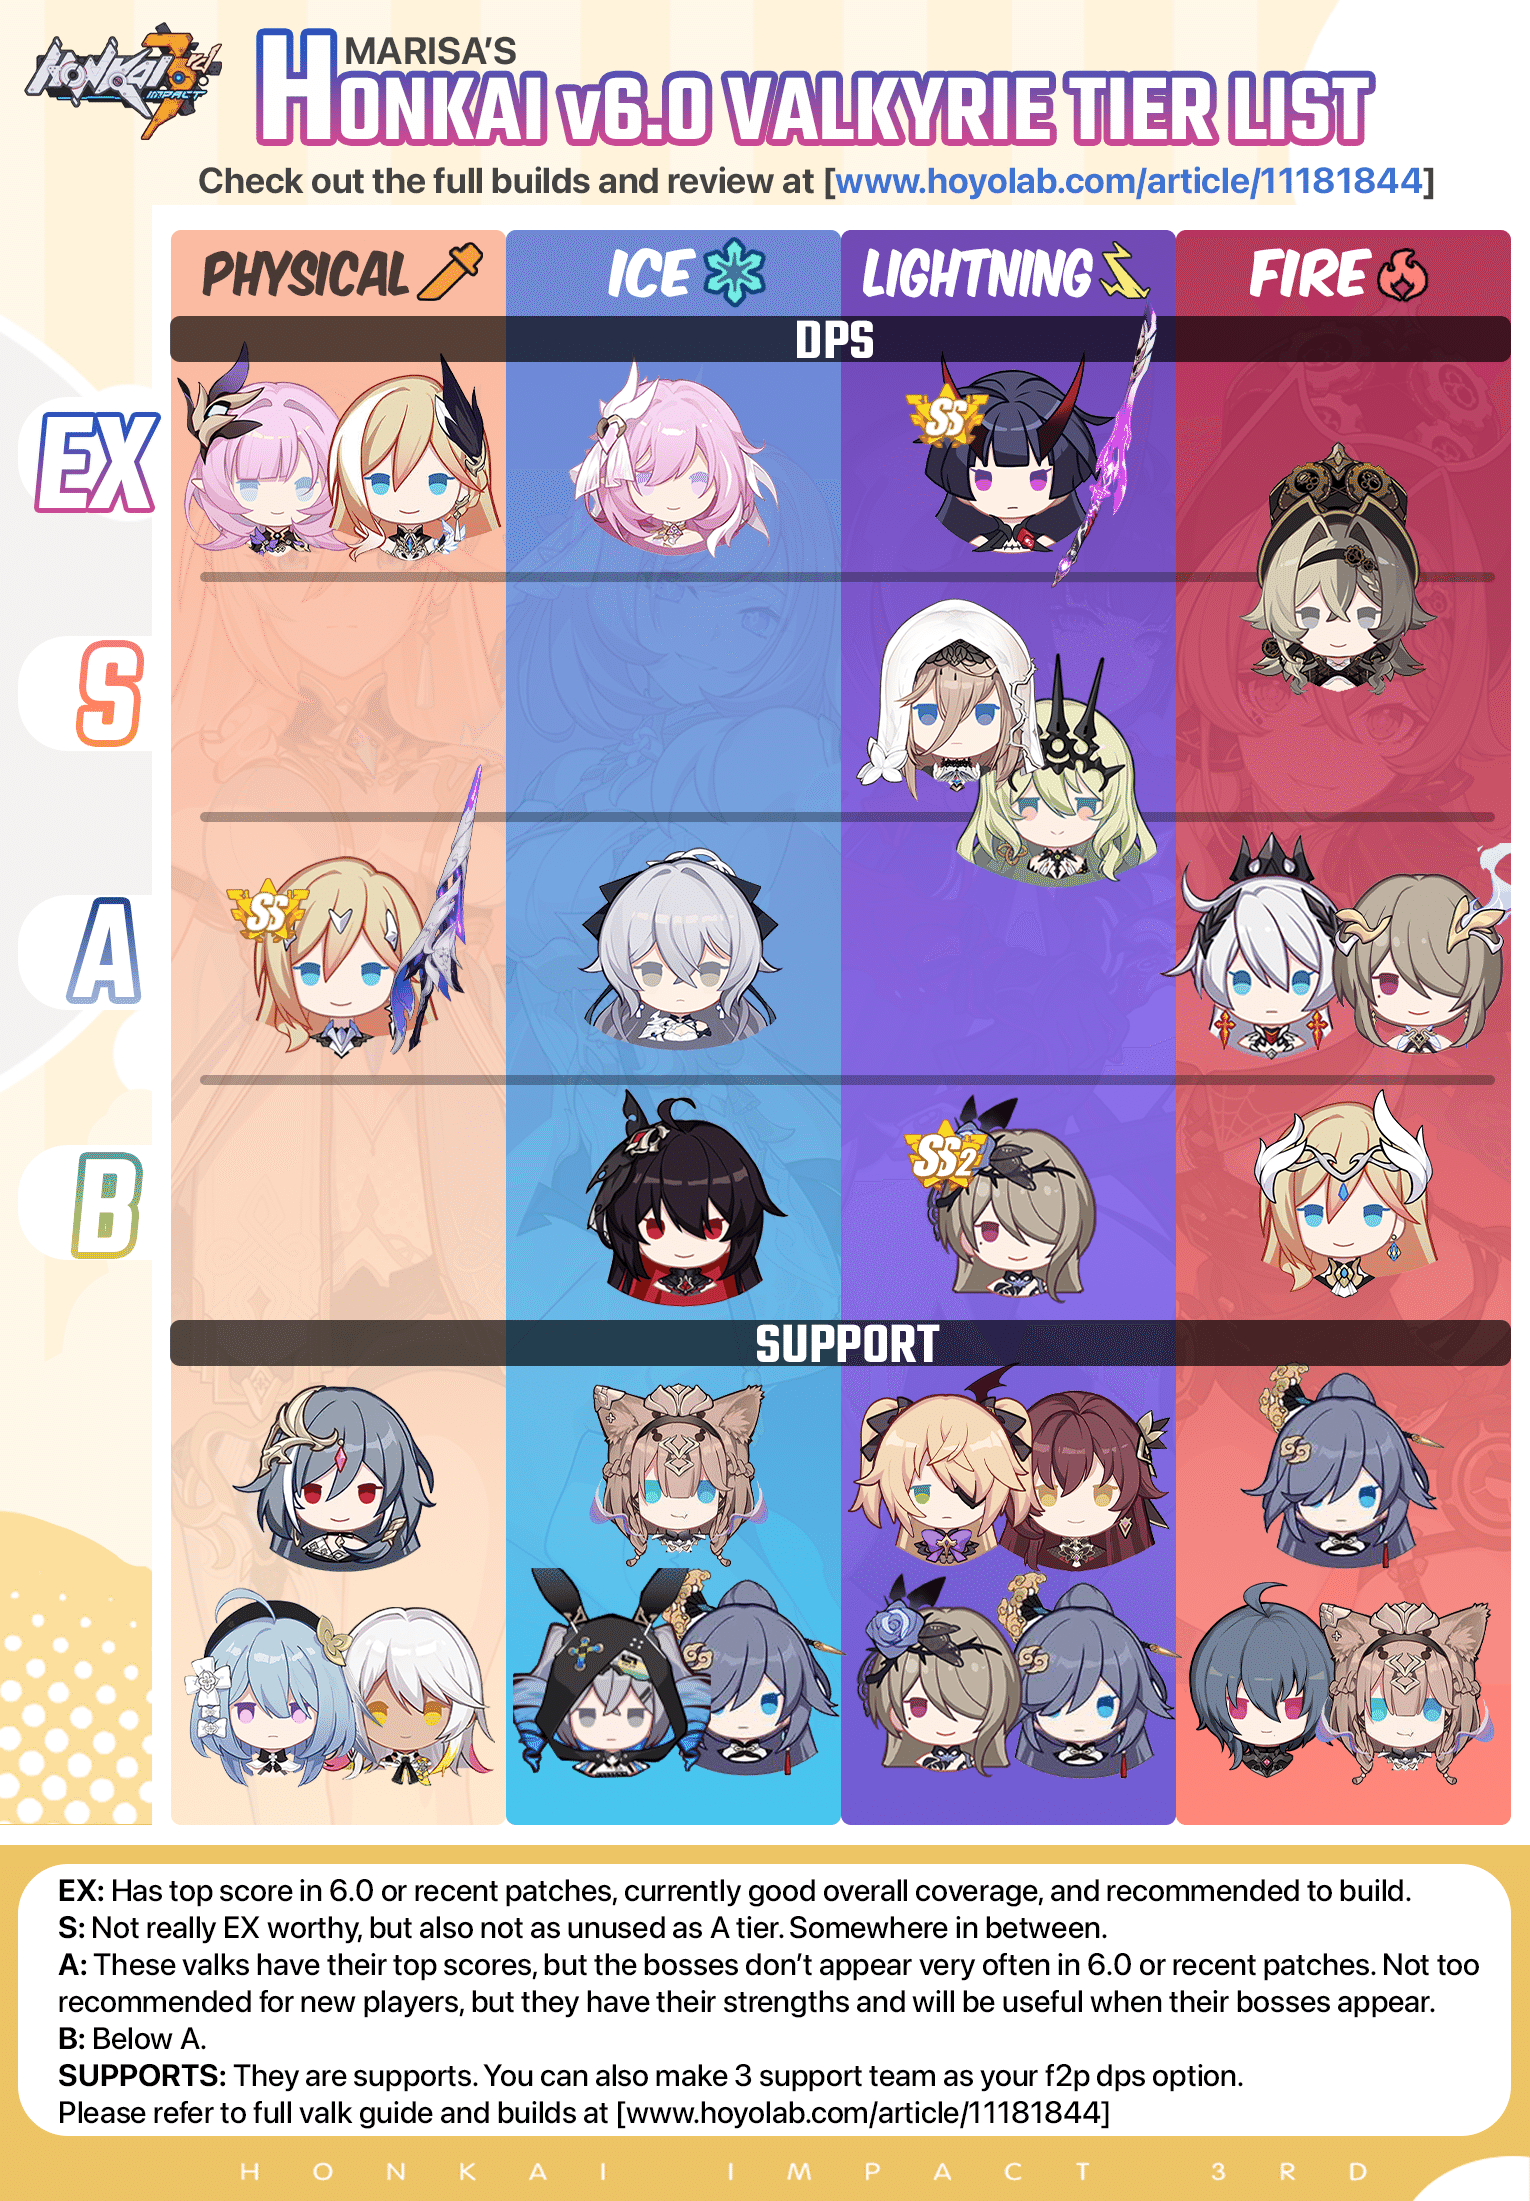 HONKAI 3rd
IMPACT
MARISA'S
HONKAI v6.0 VALKYRIE TIER LIST
Check out the full builds and review at [www.hoyolab.com/article/11181844]
PHYSICAL ICE LIGHTNING FIRE
DPS
EX
SS
S
A
SS
B
SS2
SUPPORT
EX: Has top score in 6.0 or recent patches, currently good overall coverage, and recommended to build.
S: Not really EX worthy, but also not as unused as A tier. Somewhere in between.
A: These valks have their top scores, but the bosses don't appear very often in 6.0 or recent patches. Not too
recommended for new players, but they have their strengths and will be useful when their bosses appear.
B: Below A.
SUPPORTS: They are supports. You can also make 3 support team as your f2p dps option.
Please refer to full valk guide and builds at [www.hoyolab.com/article/11181844]
HONKAI IMPACT 3RD